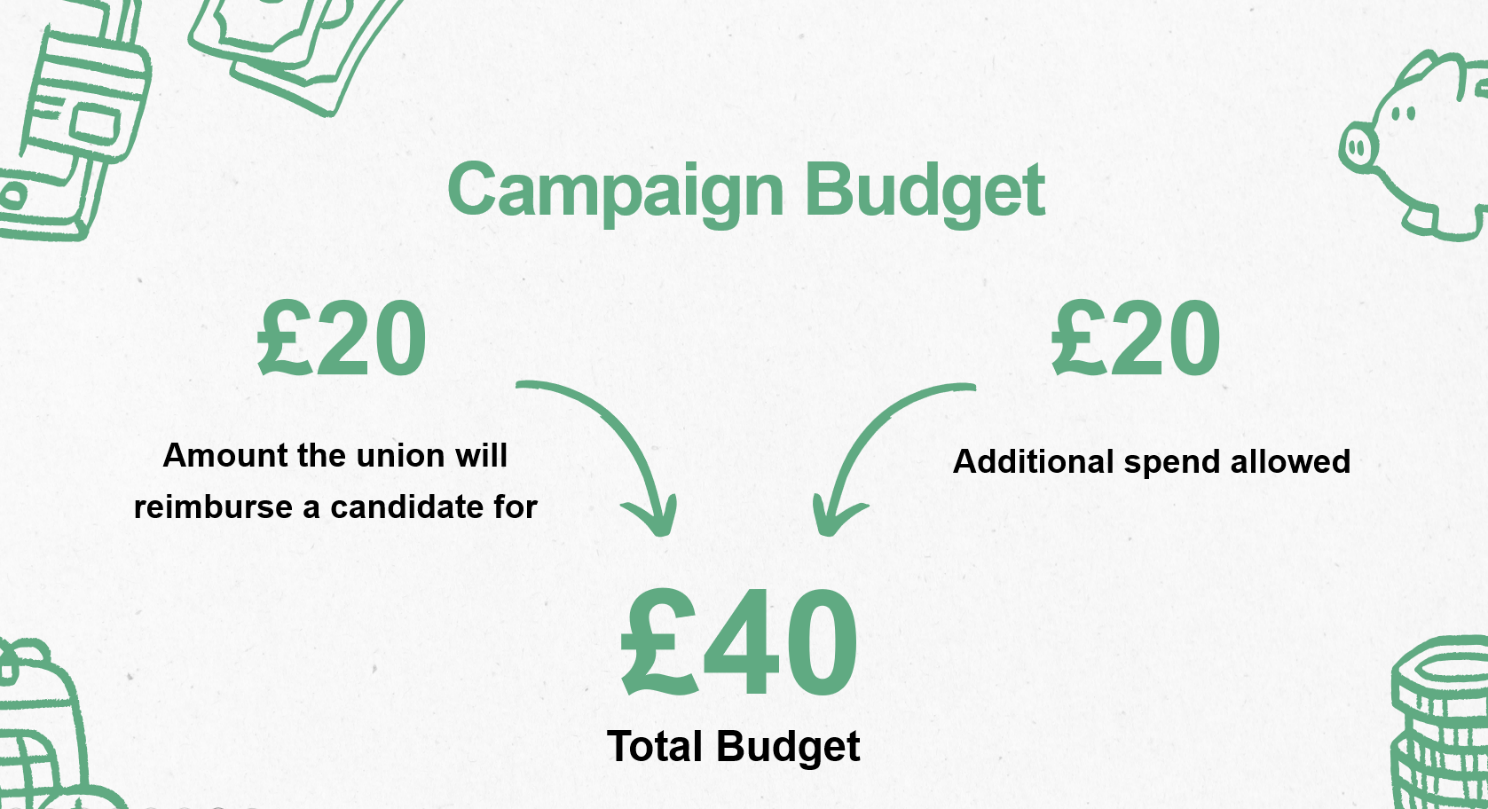 Campaign Budget
£20
£20
Amount the union will
reimburse a candidate for
Additional spend allowed
£40
Total Budget